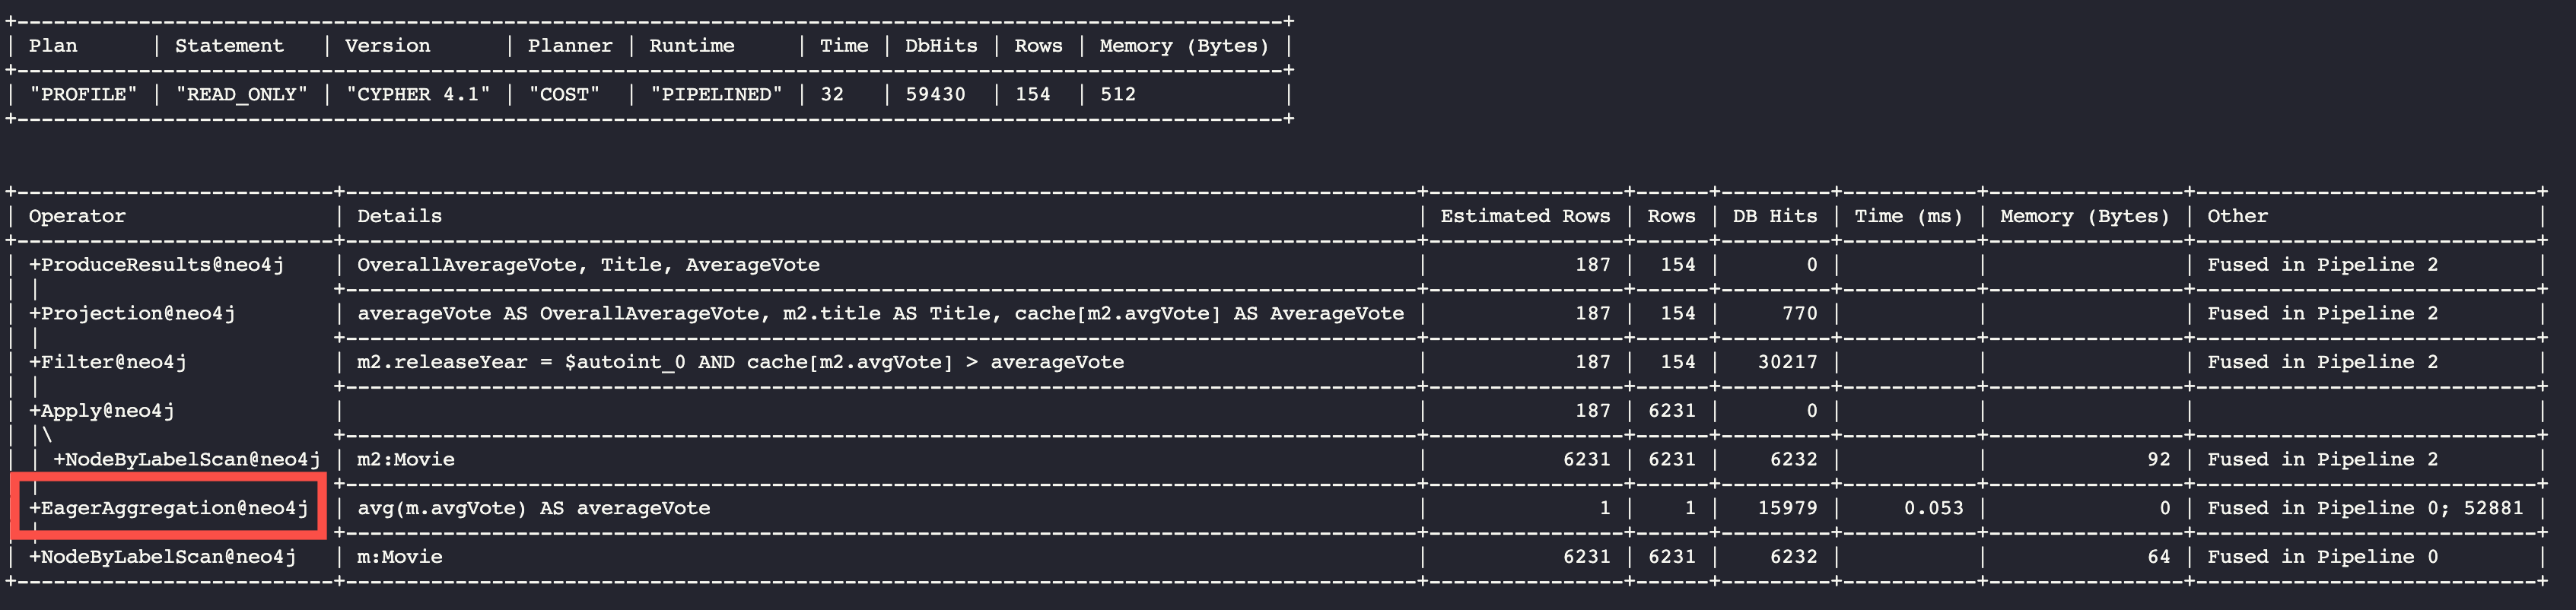 +--------------------------------------------------------------------------------------------------------+
| Plan      | Statement   | Version      | Planner | Runtime     | Time | DbHits | Rows | Memory (Bytes) |
+--------------------------------------------------------------------------------------------------------+
| "PROFILE" | "READ_ONLY" | "CYPHER 4.1" | "COST"  | "PIPELINED" | 32   | 59430  | 154  | 512            |
+--------------------------------------------------------------------------------------------------------+
+--------------------------+----------------------------------------------------------------------------------------+----------------+------+---------+-----------+----------------+----------------------------+
| Operator                 | Details                                                                                | Estimated Rows | Rows | DB Hits | Time (ms) | Memory (Bytes) | Other                      |
+--------------------------+----------------------------------------------------------------------------------------+----------------+------+---------+-----------+----------------+----------------------------+
| +ProduceResults@neo4j    | OverallAverageVote, Title, AverageVote                                                 |            187 |  154 |       0 |           |                | Fused in Pipeline 2        |
| |                        +----------------------------------------------------------------------------------------+----------------+------+---------+-----------+----------------+----------------------------+
| +Projection@neo4j        | averageVote AS OverallAverageVote, m2.title AS Title, cache[m2.avgVote] AS AverageVote |            187 |  154 |     770 |           |                | Fused in Pipeline 2        |
| |                        +----------------------------------------------------------------------------------------+----------------+------+---------+-----------+----------------+----------------------------+
| +Filter@neo4j            | m2.releaseYear = $autoint_0 AND cache[m2.avgVote] > averageVote                        |            187 |  154 |   30217 |           |                | Fused in Pipeline 2        |
| |                        +----------------------------------------------------------------------------------------+----------------+------+---------+-----------+----------------+----------------------------+
| +Apply@neo4j             |                                                                                        |            187 | 6231 |       0 |           |                |                            |
| |\                       +----------------------------------------------------------------------------------------+----------------+------+---------+-----------+----------------+----------------------------+
| | +NodeByLabelScan@neo4j | m2:Movie                                                                               |           6231 | 6231 |    6232 |           |             92 | Fused in Pipeline 2        |
| |                        +----------------------------------------------------------------------------------------+----------------+------+---------+-----------+----------------+----------------------------+
| +EagerAggregation@neo4j  | avg(m.avgVote) AS averageVote                                                          |              1 |    1 |   15979 |     0.053 |              0 | Fused in Pipeline 0; 52881 |
| |                        +----------------------------------------------------------------------------------------+----------------+------+---------+-----------+----------------+----------------------------+
| +NodeByLabelScan@neo4j   | m:Movie                                                                                |           6231 | 6231 |    6232 |           |             64 | Fused in Pipeline 0        |
+--------------------------+----------------------------------------------------------------------------------------+----------------+------+---------+-----------+----------------+----------------------------+